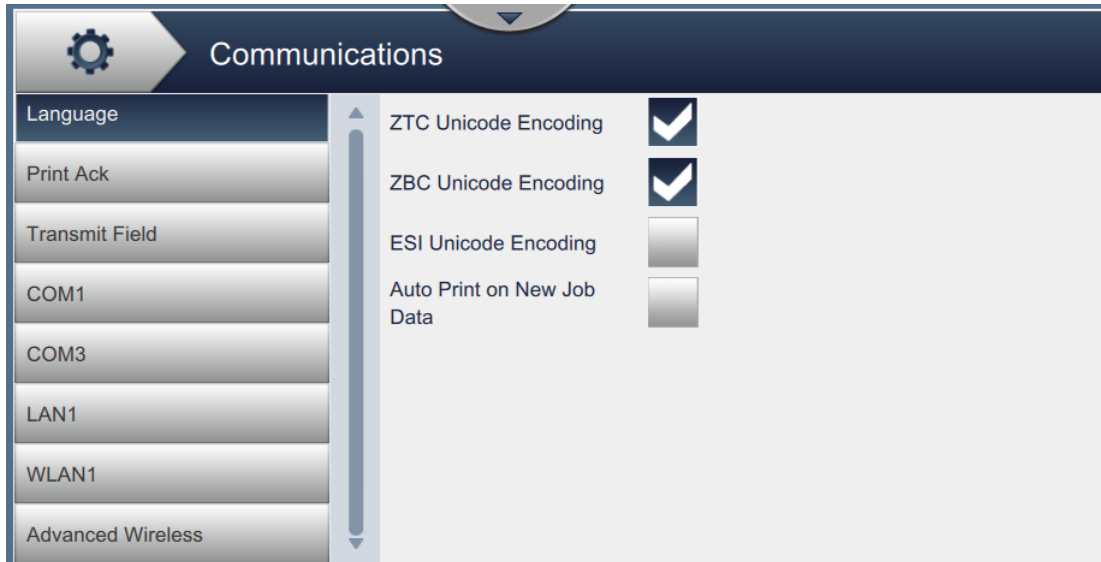 Communications
Language
Print Ack
Transmit Field
COM1
COM3
LAN1
WLAN1
Advanced Wireless
ZTC Unicode Encoding
ZBC Unicode Encoding
ESI Unicode Encoding
Auto Print on New Job
Data